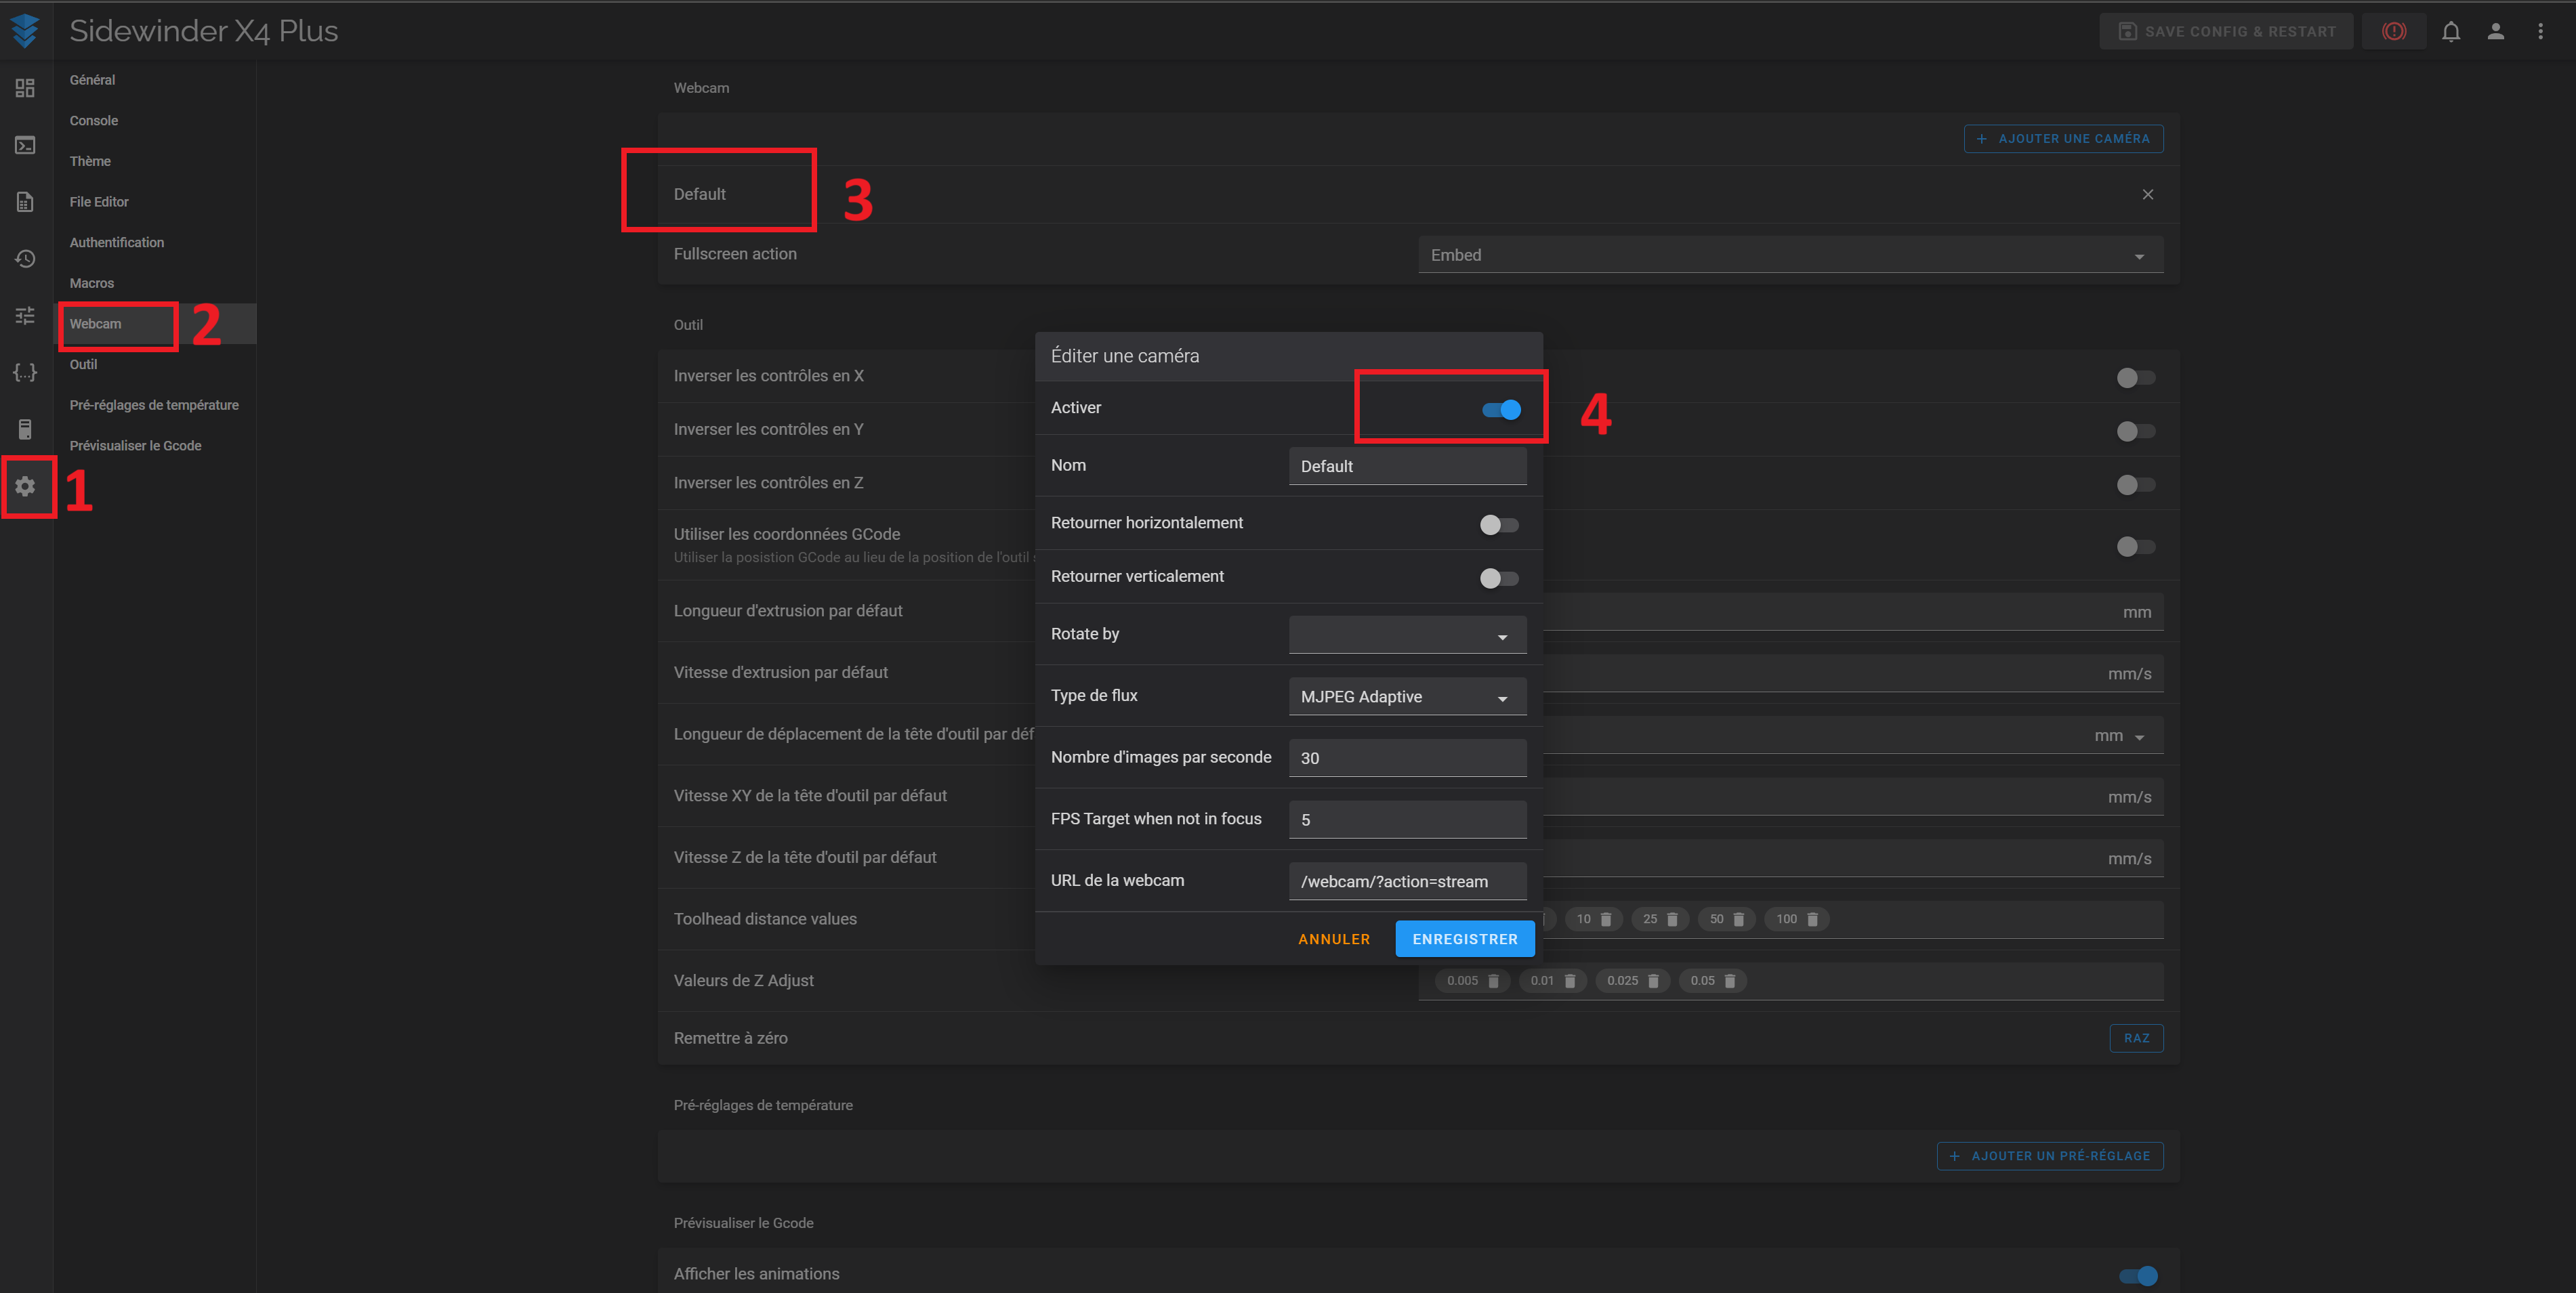 Sidewinder X4 Plus
SAVE CONFIG & RESTART
Général
Console
Thème
File Editor
Authentification
Macros
Webcam
2
Outil
Pré-réglages de température
Prévisualiser le Gcode
1
Webcam
AJOUTER UNE CAMÉRA
Default
3
Fullscreen action
Embed
Outil
Inverser les contrôles en X
Inverser les contrôles en Y
Inverser les contrôles en Z
Utiliser les coordonnées GCode
Utiliser la posistion GCode au lieu de la position de l'outil
Longueur d'extrusion par défaut
mm
Vitesse d'extrusion par défaut
mm/s
Longueur de déplacement de la tête d'outil par déf
mm
Vitesse XY de la tête d'outil par défaut
mm/s
Vitesse Z de la tête d'outil par défaut
mm/s
Toolhead distance values
10
25
50
100
Valeurs de Z Adjust
0.005
0.01
0.025
0.05
Remettre à zéro
RAZ
Éditer une caméra
Activer
4
Nom
Default
Retourner horizontalement
Retourner verticalement
Rotate by
Type de flux
MJPEG Adaptive
Nombre d'images par seconde
30
FPS Target when not in focus
5
URL de la webcam
/webcam/?action=stream
ANNULER
ENREGISTRER
Pré-réglages de température
AJOUTER UN PRÉ-RÉGLAGE
Prévisualiser le Gcode
Afficher les animations